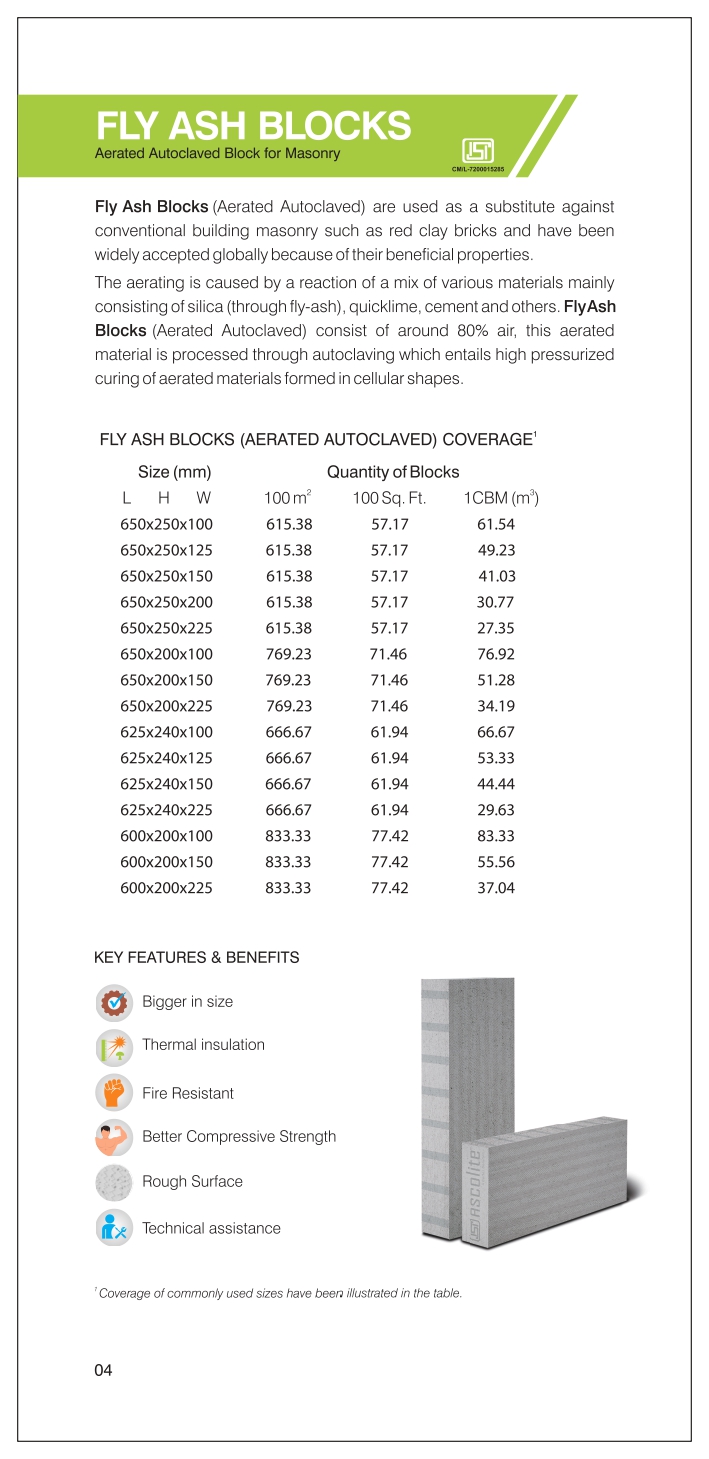 FLY ASH BLOCKS
Aerated Autoclaved Block for Masonry
ISI
CM/L-7200015285
Fly Ash Blocks (Aerated Autoclaved) are used as a substitute against
conventional building masonry such as red clay bricks and have been
widely accepted globally because of their beneficial properties.
The aerating is caused by a reaction of a mix of various materials mainly
consisting of silica (through fly-ash), quicklime, cement and others. FlyAsh
Blocks (Aerated Autoclaved) consist of around 80% air, this aerated
material is processed through autoclaving which entails high pressurized
curing of aerated materials formed in cellular shapes.
FLY ASH BLOCKS (AERATED AUTOCLAVED) COVERAGE¹
Size (mm) Quantity of Blocks
L H W 100 m² 100 Sq. Ft. 1CBM (m³)
650x250x100 615.38 57.17 61.54
650x250x125 615.38 57.17 49.23
650x250x150 615.38 57.17 41.03
650x250x200 615.38 57.17 30.77
650x250x225 615.38 57.17 27.35
650x200x100 769.23 71.46 76.92
650x200x150 769.23 71.46 51.28
650x200x225 769.23 71.46 34.19
625x240x100 666.67 61.94 66.67
625x240x125 666.67 61.94 53.33
625x240x150 666.67 61.94 44.44
625x240x225 666.67 61.94 29.63
600x200x100 833.33 77.42 83.33
600x200x150 833.33 77.42 55.56
600x200x225 833.33 77.42 37.04
KEY FEATURES & BENEFITS
Bigger in size
Thermal insulation
Fire Resistant
Better Compressive Strength
Rough Surface
Technical assistance
ISI ascolite
¹ Coverage of commonly used sizes have been illustrated in the table.
04